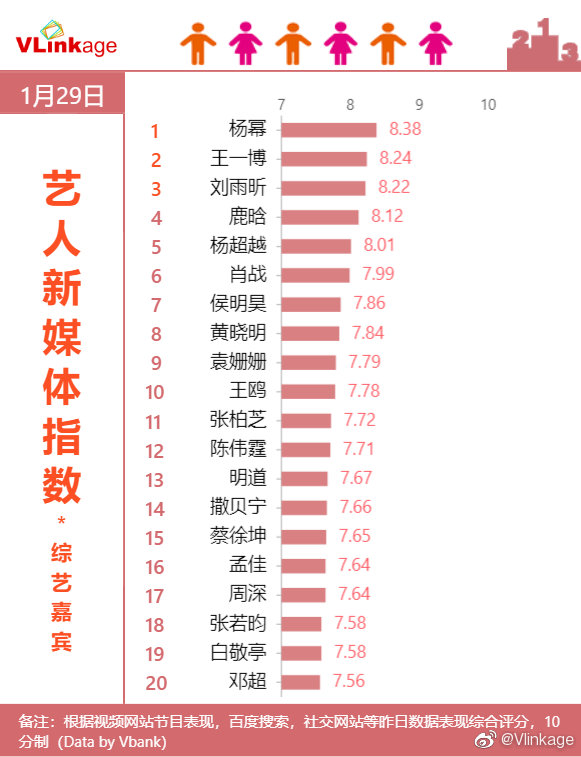 VLinkage
2 1 3
1月29日
艺人新媒体指数
*综艺嘉宾
7 8 9 10
1 杨幂 8.38
2 王一博 8.24
3 刘雨昕 8.22
4 鹿晗 8.12
5 杨超越 8.01
6 肖战 7.99
7 侯明昊 7.86
8 黄晓明 7.84
9 袁姗姗 7.79
10 王鸥 7.78
11 张柏芝 7.72
12 陈伟霆 7.71
13 明道 7.67
14 撒贝宁 7.66
15 蔡徐坤 7.65
16 孟佳 7.64
17 周深 7.64
18 张若昀 7.58
19 白敬亭 7.58
20 邓超 7.56
备注：根据视频网站节目表现，百度搜索，社交网站等昨日数据表现综合评分，10
分制（Data by Vbank)
@Vlinkage